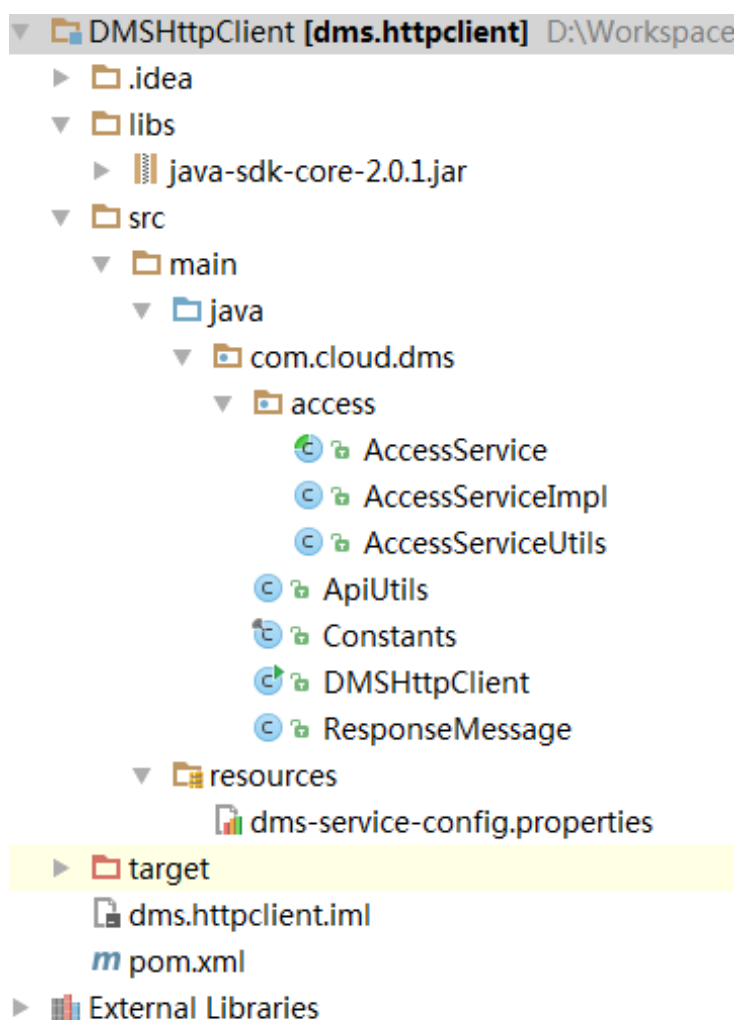 DMSHttpClient [dms.httpclient] D:\Workspace
.idea
libs
java-sdk-core-2.0.1.jar
src
main
java
com.cloud.dms
access
AccessService
AccessServiceImpl
AccessServiceUtils
ApiUtils
Constants
DMSHttpClient
ResponseMessage
resources
dms-service-config.properties
target
dms.httpclient.iml
pom.xml
External Libraries